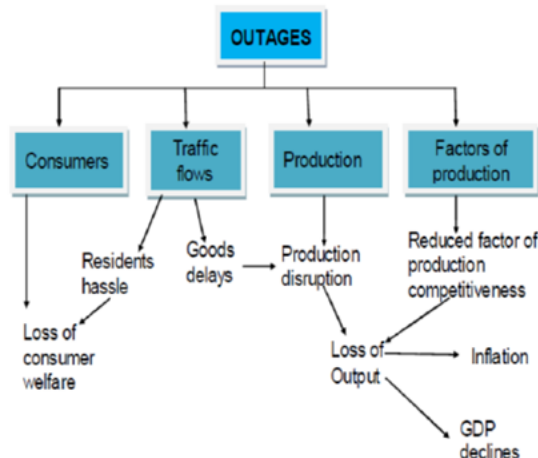 OUTAGES
Consumers
Traffic
flows
Production
Factors of
production
Residents
hassle
Goods
delays
Production
disruption
Reduced factor of
production
competitiveness
Loss of
consumer
welfare
Loss of
Output
Inflation
GDP
declines